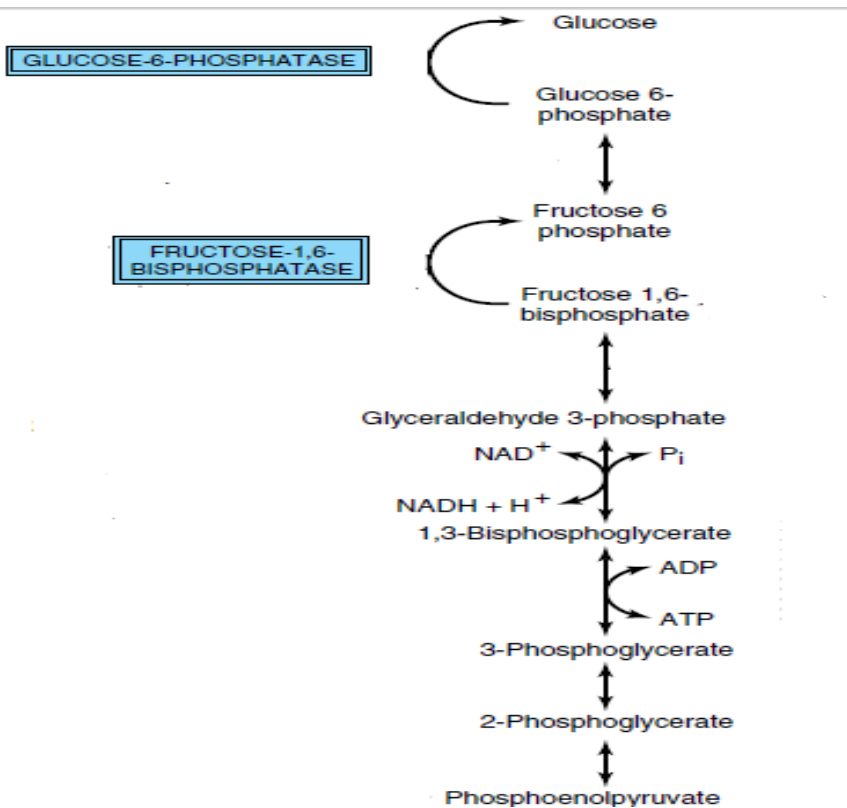 Glucose
GLUCOSE-6-PHOSPHATASE
Glucose 6-
phosphate
Fructose 6
phosphate
FRUCTOSE-1,6-
BISPHOSPHATASE
Fructose 1,6-
bisphosphate
Glyceraldehyde 3-phosphate
NAD+
Pi
NADH + H+
1,3-Bisphosphoglycerate
ADP
ATP
3-Phosphoglycerate
2-Phosphoglycerate
Phosphoenolpyruvate